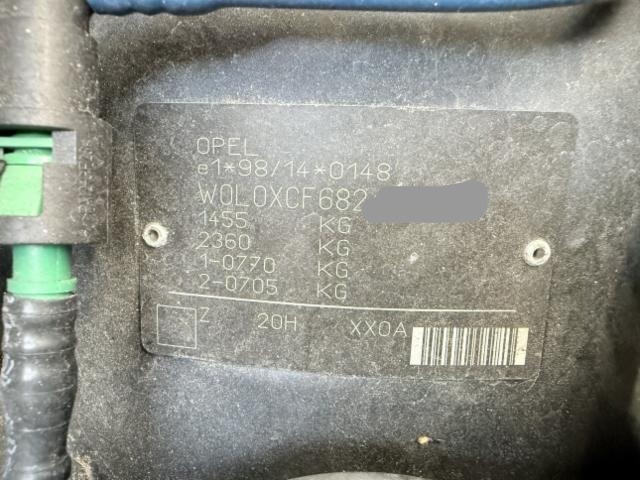 OPEL
e1*98/14*0148
W0L0XCF682
1455 KG
2360 KG
1-0770 KG
2-0705 KG
Z 20H XX0A